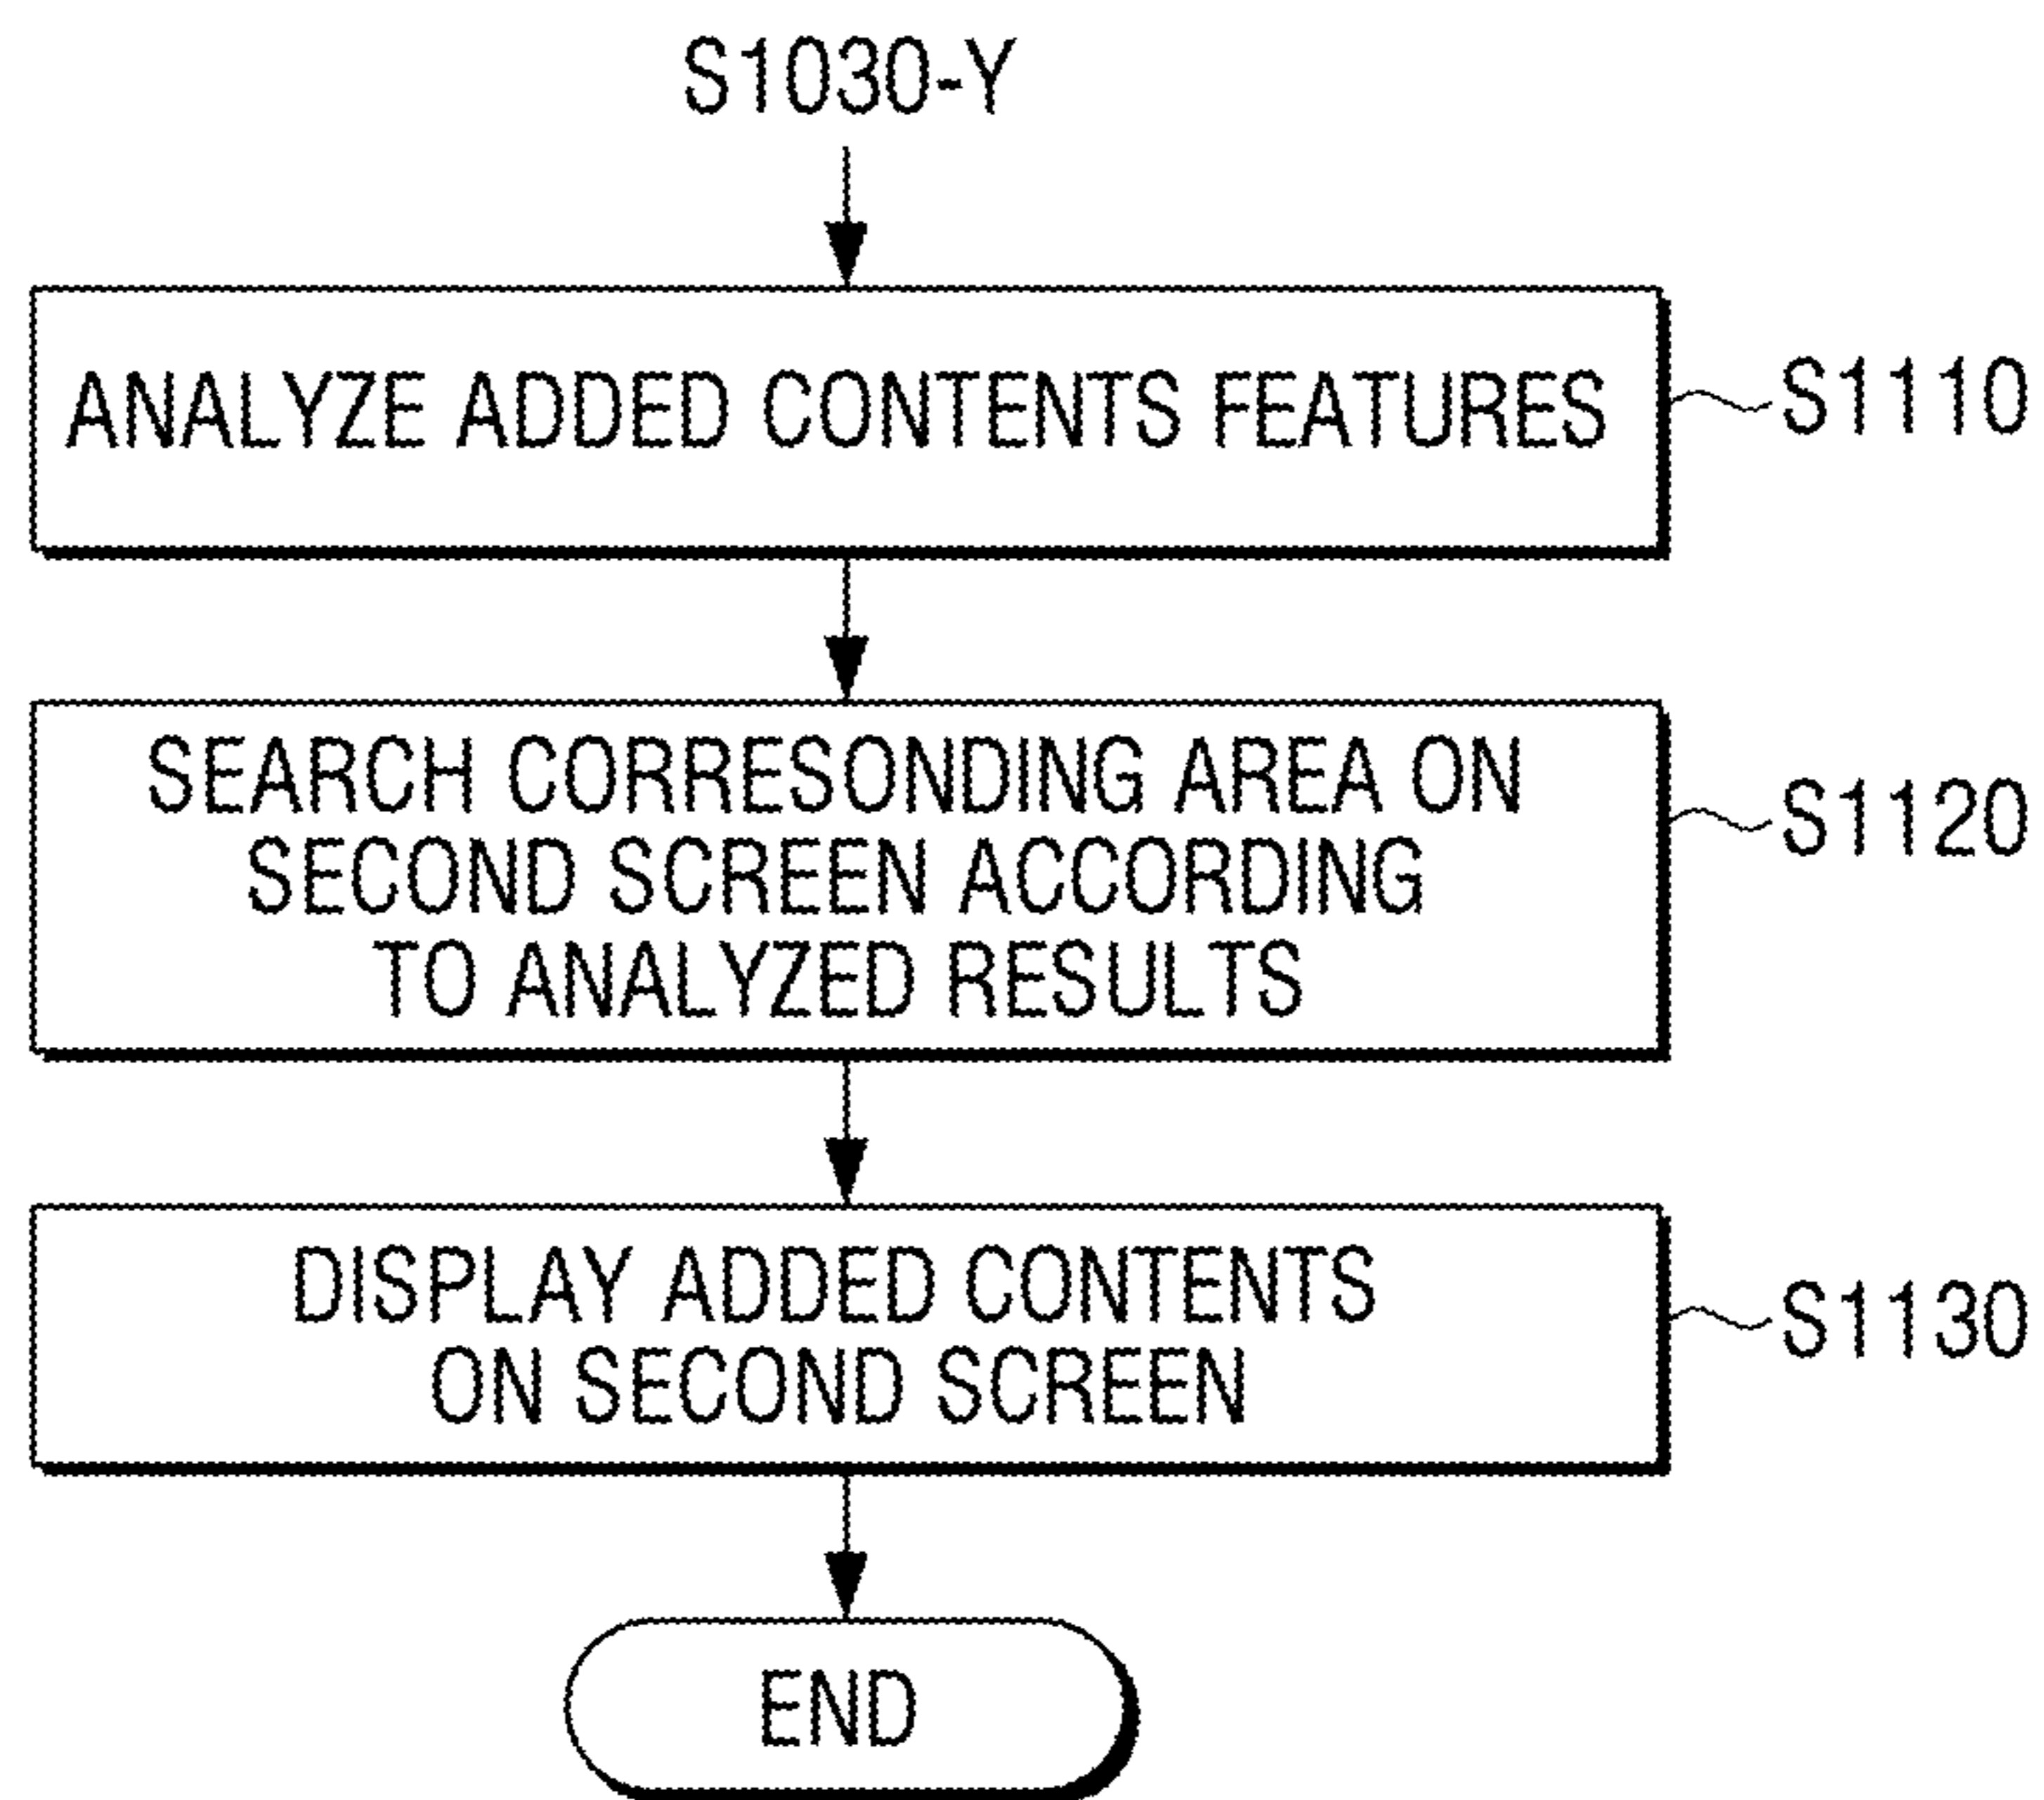 S1030-Y
ANALYZE ADDED CONTENTS FEATURES
S1110
SEARCH CORRESONDING AREA ON
SECOND SCREEN ACCORDING
TO ANALYZED RESULTS
S1120
DISPLAY ADDED CONTENTS
ON SECOND SCREEN
S1130
END